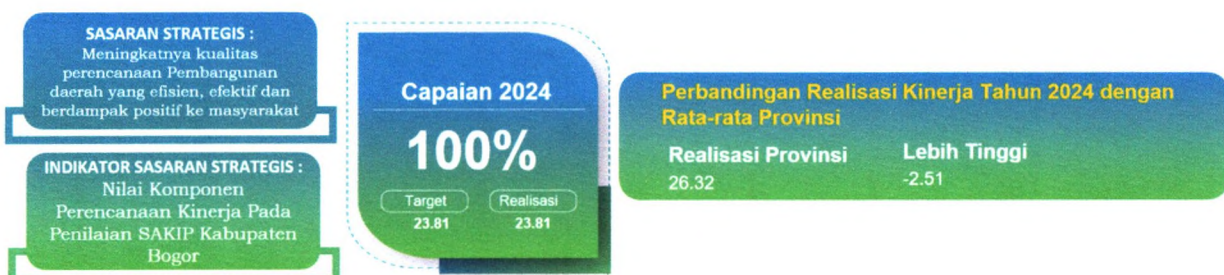 SASARAN STRATEGIS :
Meningkatnya kualitas
perencanaan Pembangunan
daerah yang efisien, efektif dan
berdampak positif ke masyarakat
INDIKATOR SASARAN STRATEGIS :
Nilai Komponen
Perencanaan Kinerja Pada
Penilaian SAKIP Kabupaten
Bogor
Capaian 2024
100%
Target Realisasi
23.81 23.81
Perbandingan Realisasi Kinerja Tahun 2024 dengan
Rata-rata Provinsi
Realisasi Provinsi Lebih Tinggi
26.32 -2.51